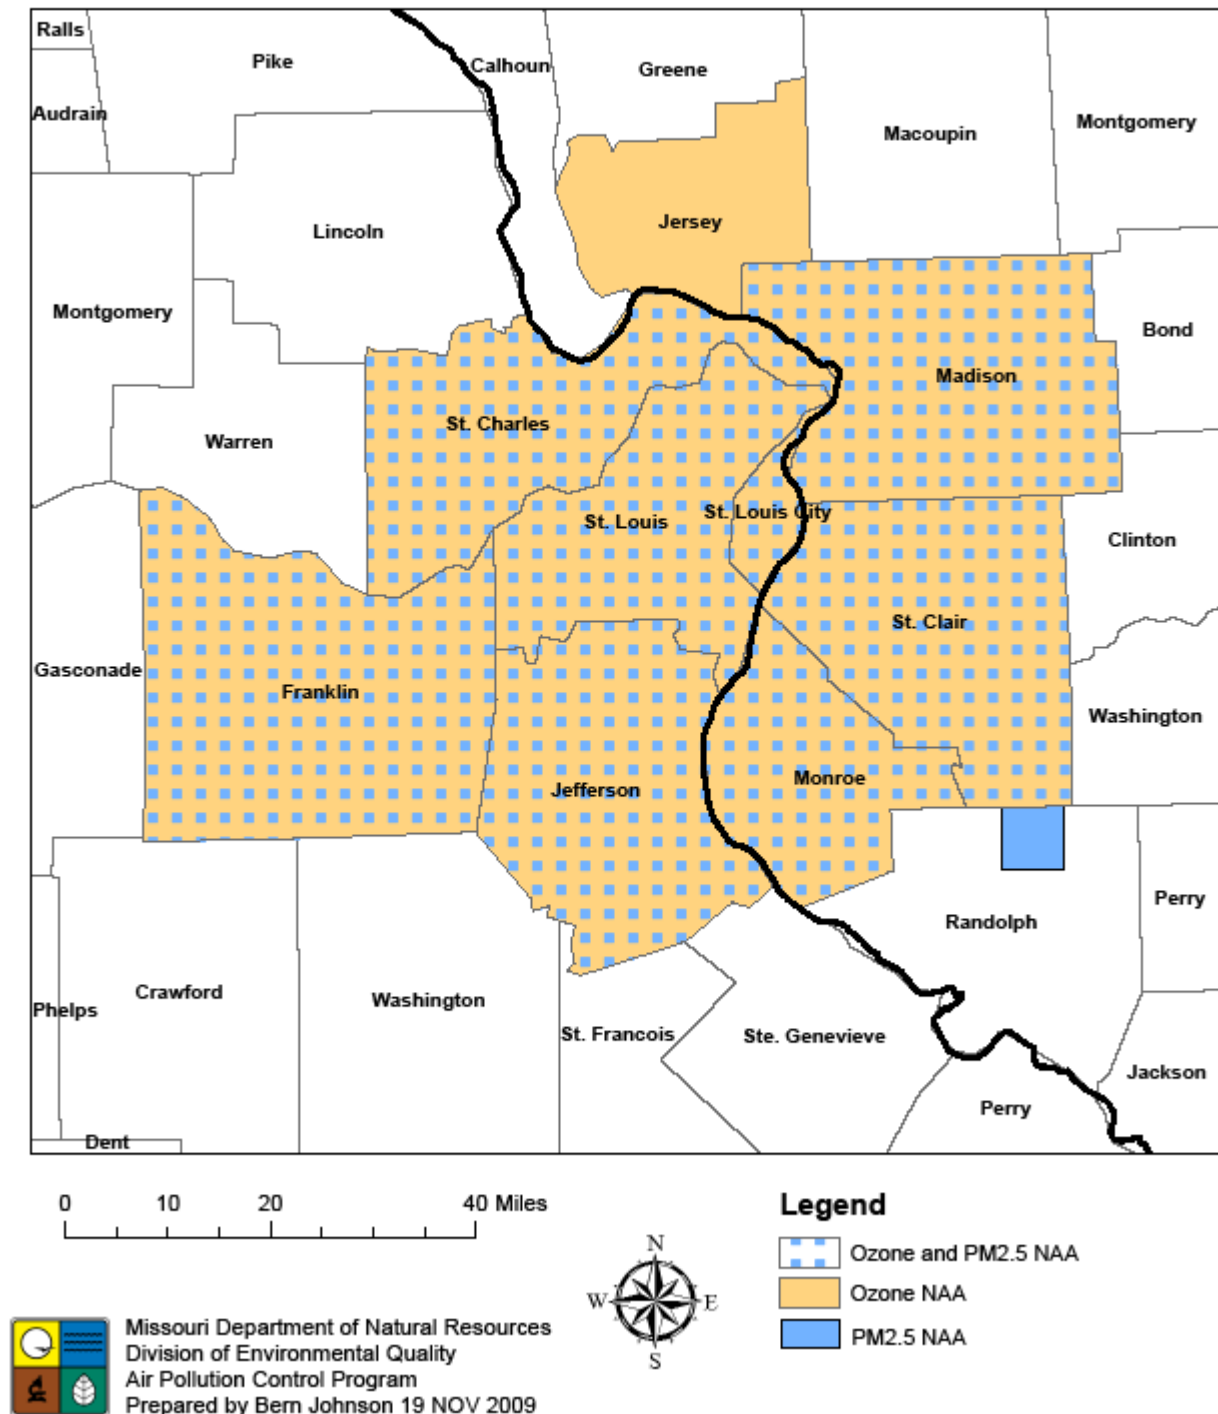 Ralls
Pike
Calhoun
Greene
Audrain
Macoupin
Montgomery
Jersey
Lincoln
Montgomery
Bond
Madison
St. Charles
Warren
St. Louis
St. Louis City
Clinton
St. Clair
Gasconade
Franklin
Washington
Monroe
Jefferson
Perry
Randolph
Crawford
Washington
Phelps
St. Francois
Ste. Genevieve
Jackson
Perry
Dent
0 10 20 40 Miles
Legend
Ozone and PM2.5 NAA
Ozone NAA
PM2.5 NAA
N
W E
S
Missouri Department of Natural Resources
Division of Environmental Quality
Air Pollution Control Program
Prepared by Bern Johnson 19 NOV 2009